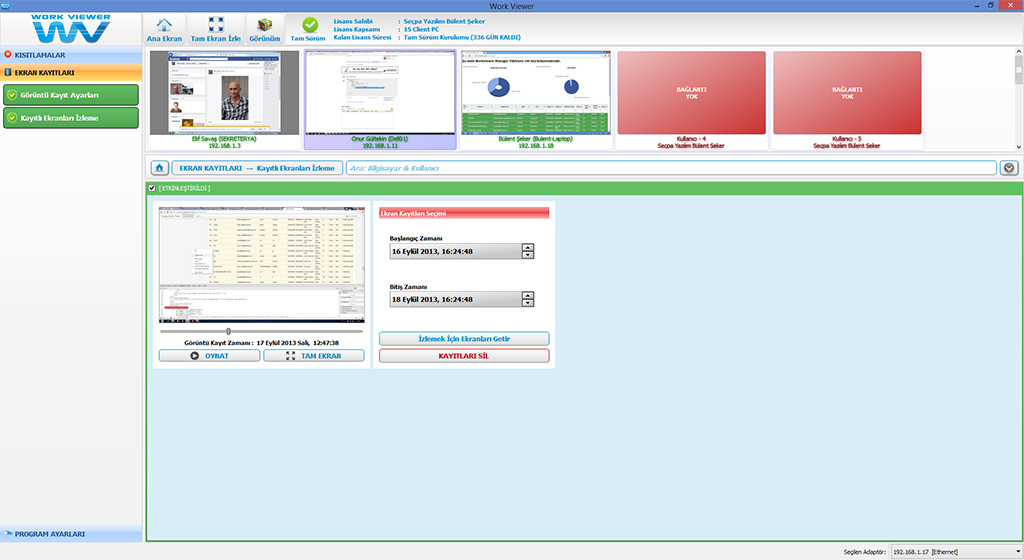 Work Viewer
WORK VIEWER
Ana Ekran
Tam Ekran İzle
Görünüm
Tam Sürüm
Lisans Sahibi : Seçpa Yazılım Bülent Şeker
Lisans Kapsamı : 15 Client PC
Kalan Lisans Süresi : Tam Sürüm Kurulumu (336 GÜN KALDI)
KISITLAMALAR
EKRAN KAYITLARI
Görüntü Kayıt Ayarları
Kayıtlı Ekranları İzleme
Elif Savaş (SEKRETERYA)
192.168.1.3
Onur Gültekin (Dell01)
192.168.1.11
Bülent Şeker (Bulent-Laptop)
192.168.1.18
BAĞLANTI
YOK
Kullanıcı - 4
Seçpa Yazılım Bülent Şeker
BAĞLANTI
YOK
Kullanıcı - 5
Seçpa Yazılım Bülent Şeker
EKRAN KAYITLARI → Kayıtlı Ekranları İzleme
Ara: Bilgisayar & Kullanıcı
[ ETKİNLEŞTİRİLDİ ]
Görüntü Kayıt Zamanı : 17 Eylül 2013 Salı, 12:47:38
OYNAT
TAM EKRAN
Ekran Kayıtları Seçimi
Başlangıç Zamanı
16 Eylül 2013, 16:24:48
Bitiş Zamanı
18 Eylül 2013, 16:24:48
İzlemek İçin Ekranları Getir
KAYITLARI SİL
PROGRAM AYARLARI
Seçilen Adaptör: 192.168.1.17 [Ethernet]